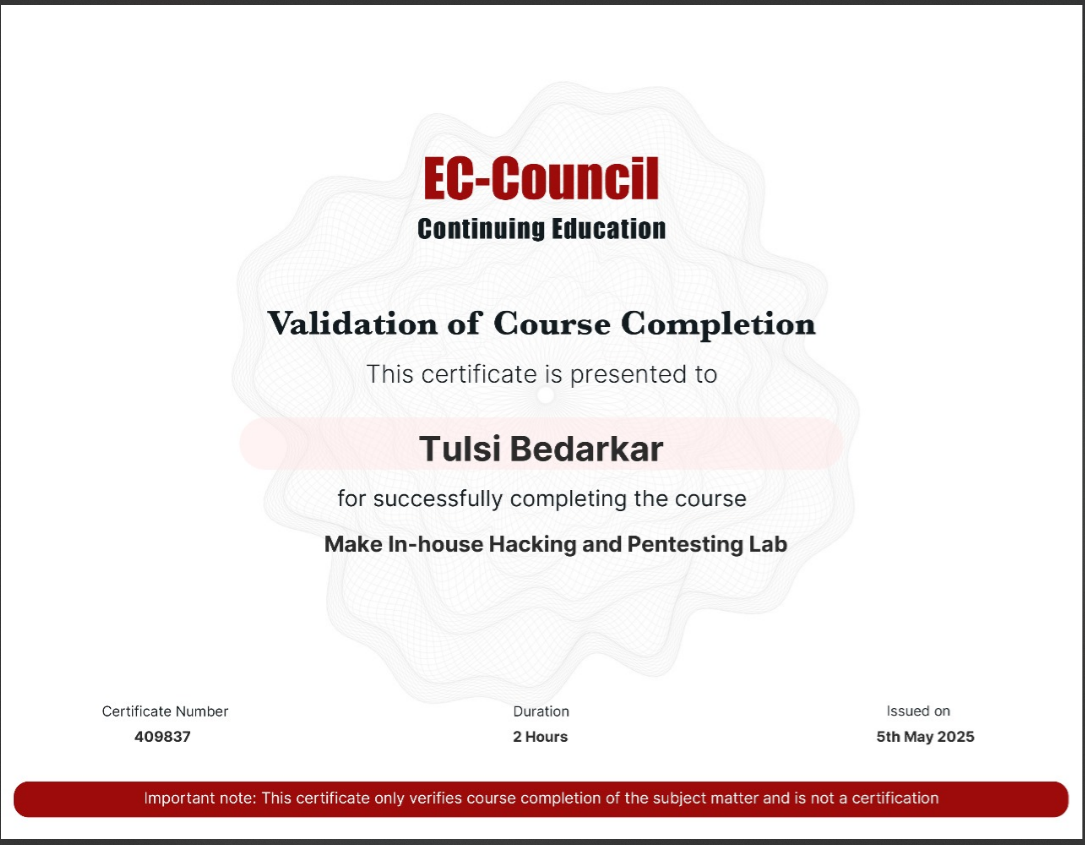 EC-Council
Continuing Education
Validation of Course Completion
This certificate is presented to
Tulsi Bedarkar
for successfully completing the course
Make In-house Hacking and Pentesting Lab
Certificate Number
409837
Duration
2 Hours
Issued on
5th May 2025
Important note: This certificate only verifies course completion of the subject matter and is not a certification